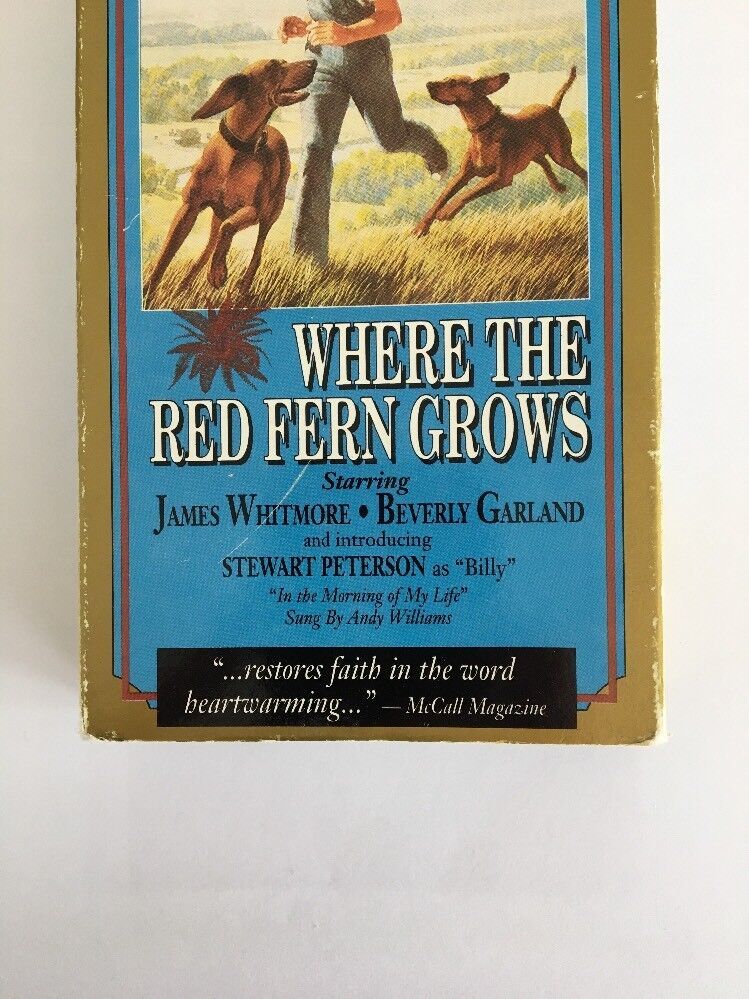 WHERE THE
RED FERN GROWS
Starring
JAMES WHITMORE • BEVERLY GARLAND
and introducing
STEWART PETERSON as "Billy"
"In the Morning of My Life"
Sung By Andy Williams
"...restores faith in the word
heartwarming..." — McCall Magazine